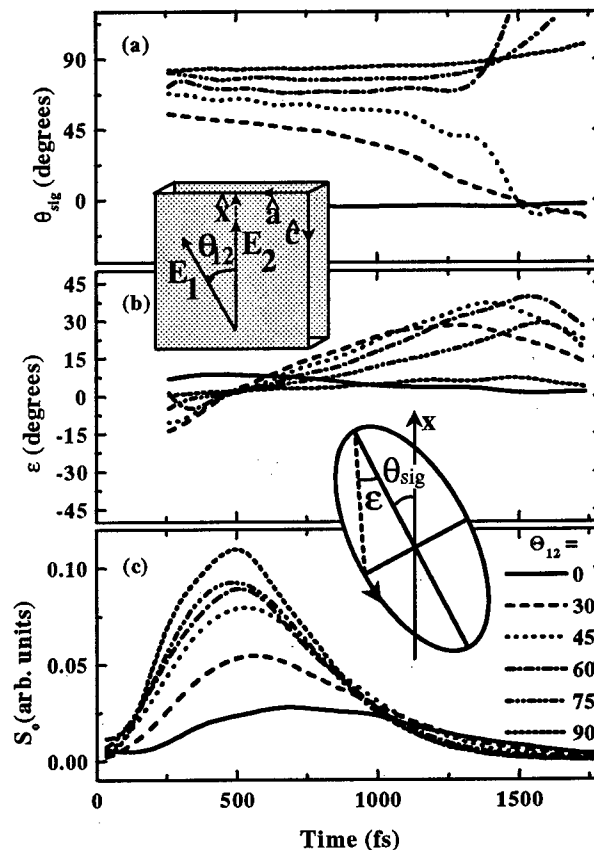 (a)
90
45
0
θsig (degrees)
x̂
â
ĉ
θ12
E1
E2
(b)
45
30
15
0
-15
-30
-45
ε (degrees)
x
θsig
ε
(c)
0.10
0.05
0.00
So (arb. units)
Θ12 =
0
30
45
60
75
90
0
500
1000
1500
Time (fs)